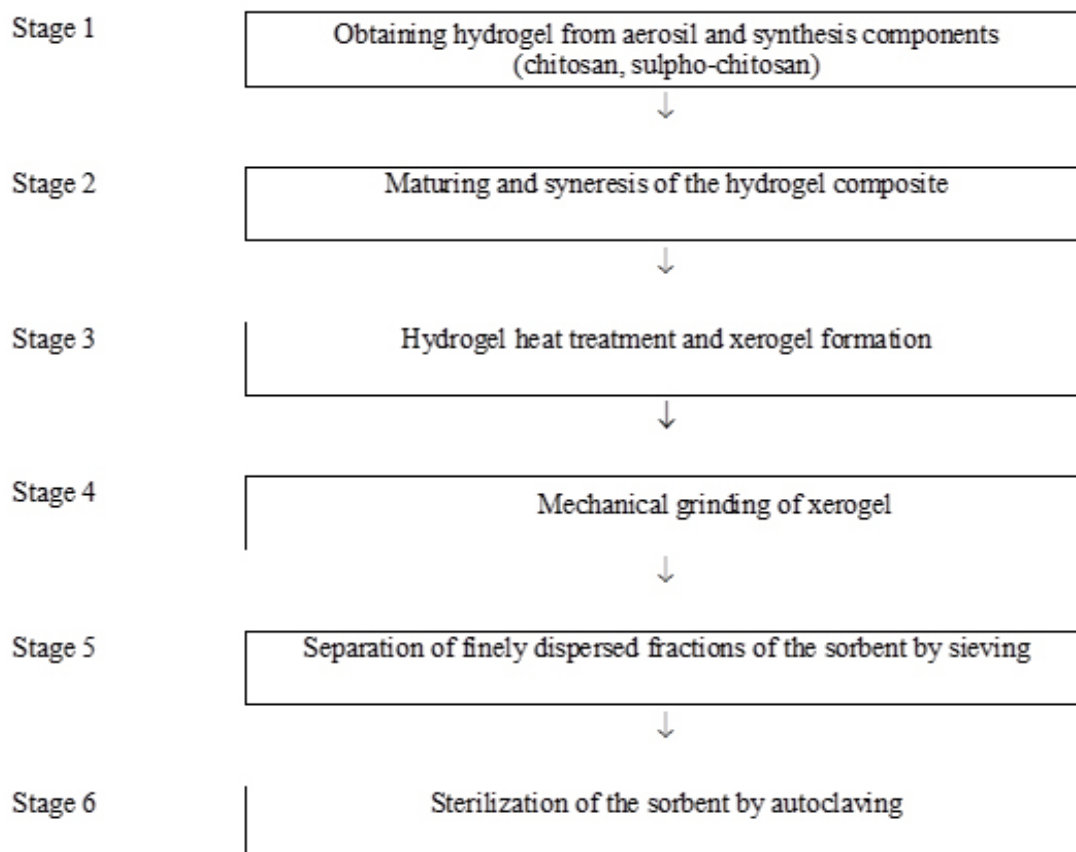 Stage 1
Obtaining hydrogel from aerosil and synthesis components
(chitosan, sulpho-chitosan)
↓
Stage 2
Maturing and syneresis of the hydrogel composite
↓
Stage 3
Hydrogel heat treatment and xerogel formation
↓
Stage 4
Mechanical grinding of xerogel
↓
Stage 5
Separation of finely dispersed fractions of the sorbent by sieving
↓
Stage 6
Sterilization of the sorbent by autoclaving